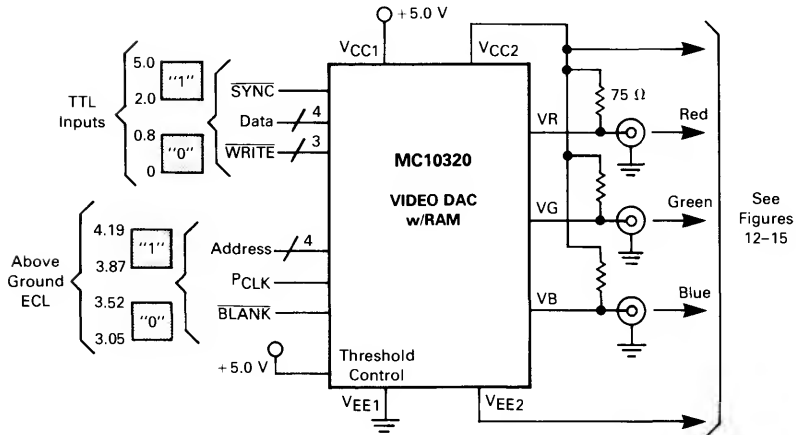 +5.0 V
VCC1
VCC2
TTL
Inputs
5.0
2.0
"1"
0.8
0
"0"
SYNC
Data
4
WRITE
3
MC10320
VIDEO DAC
w/RAM
75 Ω
VR
Red
VG
Green
VB
Blue
See
Figures
12–15
Above
Ground
ECL
4.19
3.87
"1"
3.52
3.05
"0"
Address
4
PCLK
BLANK
+5.0 V
Threshold
Control
VEE1
VEE2